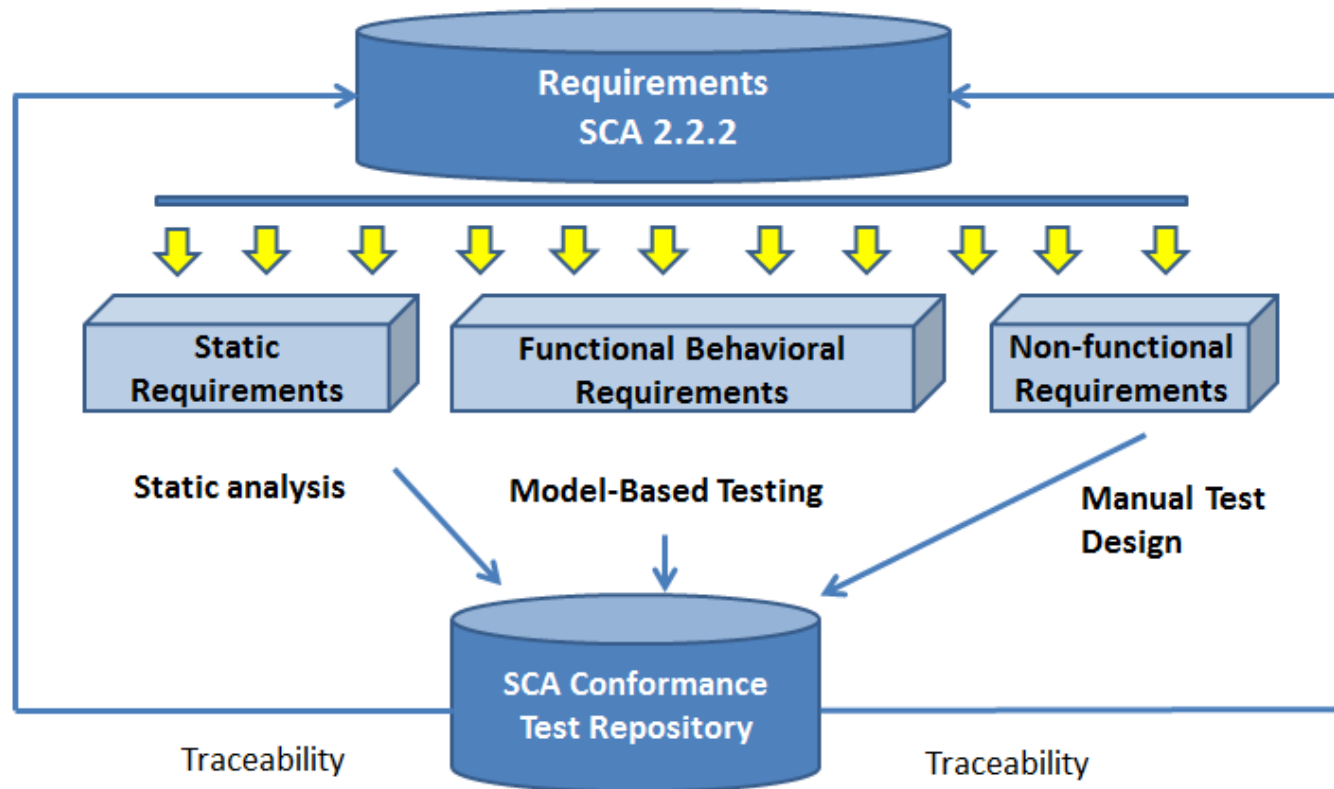 Requirements
SCA 2.2.2
Static
Requirements
Functional Behavioral
Requirements
Non-functional
Requirements
Static analysis
Model-Based Testing
Manual Test
Design
SCA Conformance
Test Repository
Traceability
Traceability